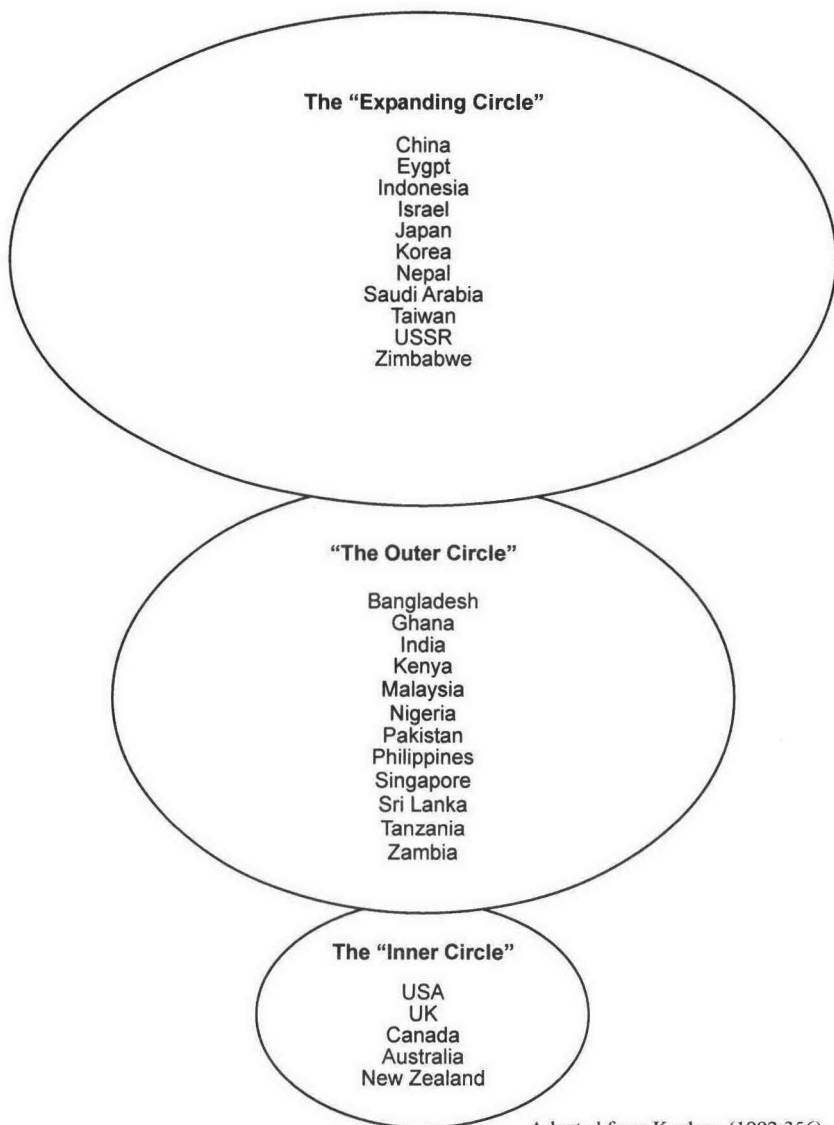 The "Expanding Circle"
China
Eygpt
Indonesia
Israel
Japan
Korea
Nepal
Saudi Arabia
Taiwan
USSR
Zimbabwe
"The Outer Circle"
Bangladesh
Ghana
India
Kenya
Malaysia
Nigeria
Pakistan
Philippines
Singapore
Sri Lanka
Tanzania
Zambia
The "Inner Circle"
USA
UK
Canada
Australia
New Zealand
(1992:356)